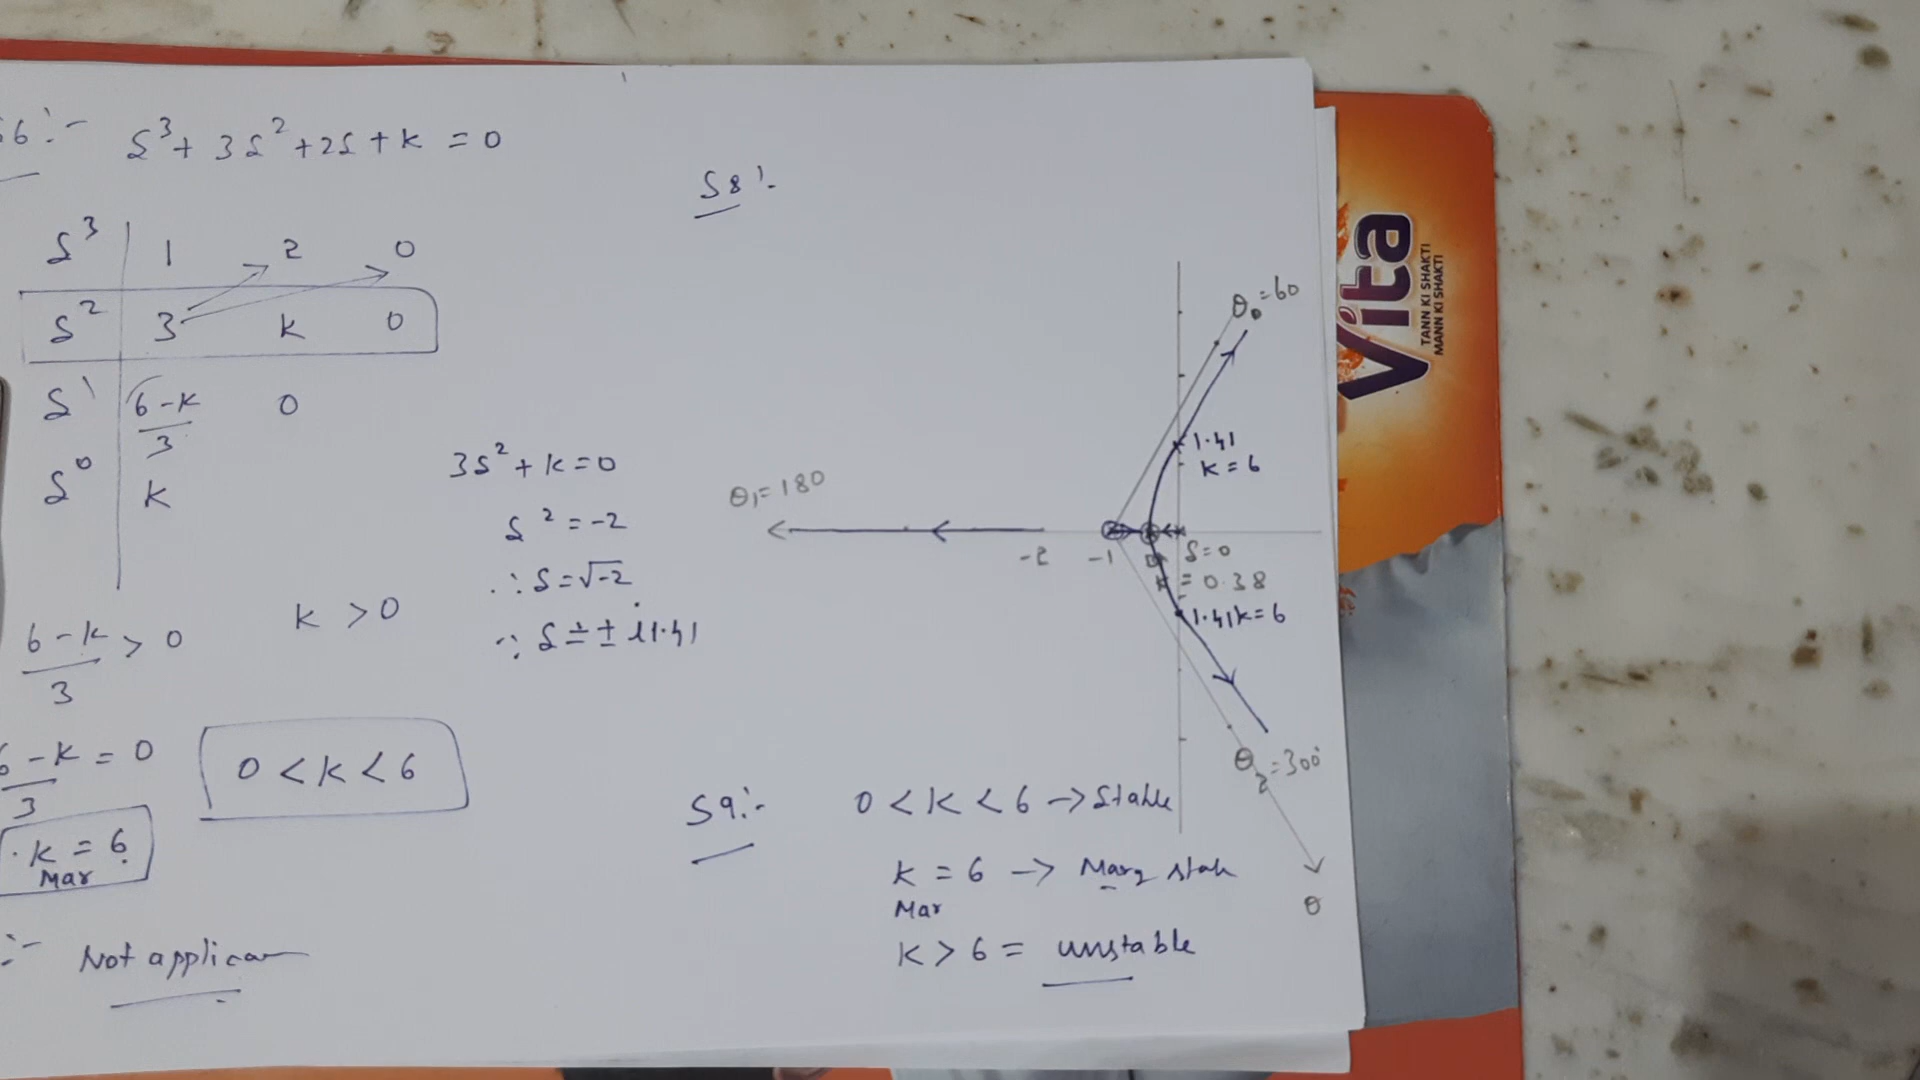 S6:- S³ + 3S² + 2S + K = 0
S³ 1 2 0
S² 3 K 0
S¹ 6-K/3 0
S⁰ K
3S² + K = 0
S² = -2
∴ S = √-2
∴ S = ± j1.41
6-K/3 > 0 K > 0
6-K/3 = 0
0 < K < 6
K = 6
Mar
:- Not applican
S8:-
θ₀ = 60
1.41
K = 6
θ₁ = 180
-2 -1 S=0
K = 0.38
1.41 K = 6
θ₂ = 300°
θ
S9:- 0 < K < 6 → Stable
K = 6 → Marg stab
Mar
K > 6 = unstable
Vita
TANN KI SHAKTI
MANN KI SHAKTI